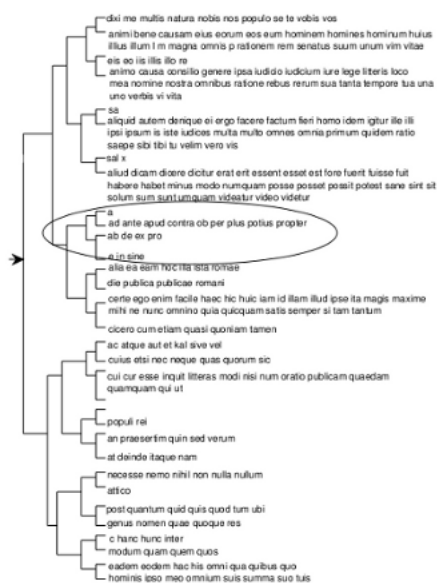 dixi me multis natura nobis nos populo se te vobis vos
animi bene causam eius eorum eos eum hominem homines hominum huius
illius illum l m magna omnis p rationem rem senatus suum unum vim vitae
eis eo iis illis illo re
animo causa consilio genere ipsa iudicio iudicium iure lege litteris loco
mea nomine nostra omnibus ratione rebus rerum sua tanta tempore tua una
uno verbis vi vita
sa
aliquid autem denique ei ergo facere factum fieri homo idem igitur ille illi
ipsi ipsum is iste iudices multa multo omnes omnia primum quidem ratio
saepe sibi tibi tu velim vero vis
sal x
aliud dicam dicere dicitur erat erit essent esset est fore fuerit fuisse fuit
habere habet minus modo numquam posse posset possit potest sane sint sit
solum sum sunt umquam videatur video videtur
a
ad ante apud contra ob per plus potius propter
ab de ex pro
e in sine
alia ea eam hoc illa ista romae
die publica publicae romani
certe ego enim facile haec hic huic iam id illam illud ipse ita magis maxime
mihi ne nunc omnino quia quicquam satis semper si tam tantum
cicero cum etiam quasi quoniam tamen
ac atque aut et kal sive vel
cuius etsi nec neque quas quorum sic
cui cur esse inquit litteras modi nisi num oratio publicam quaedam
quamquam qui ut
populi rei
an praesertim quin sed verum
at deinde itaque nam
necesse nemo nihil non nulla nullum
attico
post quantum quid quis quod tum ubi
genus nomen quae quoque res
c hanc hunc inter
modum quam quem quos
eadem eodem hac his omni qua quibus quo
hominis ipso meo omnium suis summa suo tuis